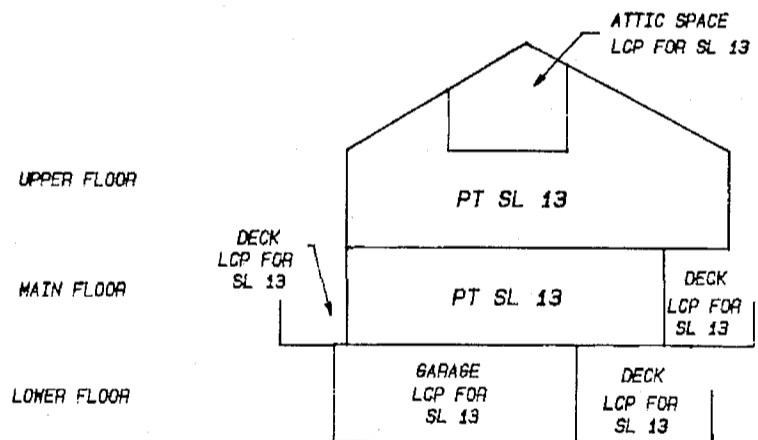 ATTIC SPACE
LCP FOR SL 13
UPPER FLOOR
PT SL 13
DECK
LCP FOR
SL 13
MAIN FLOOR
PT SL 13
DECK
LCP FOR
SL 13
LOWER FLOOR
GARAGE
LCP FOR
SL 13
DECK
LCP FOR
SL 13